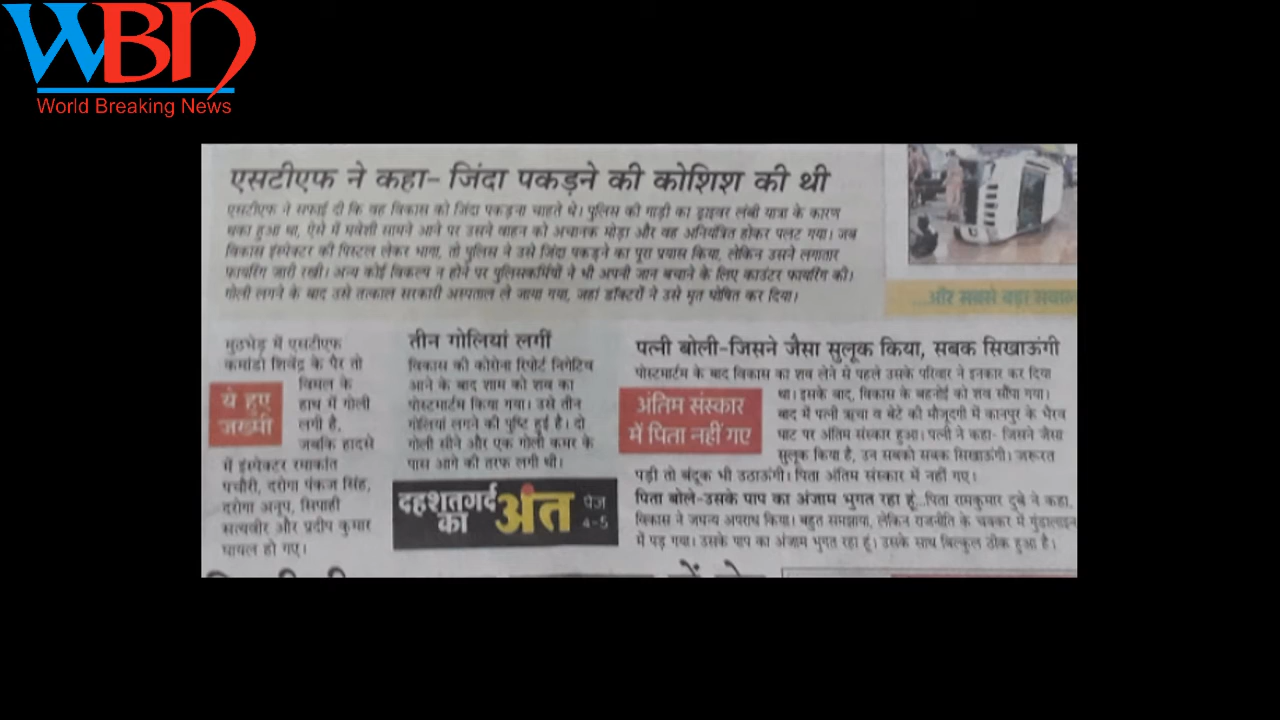 WBN
World Breaking News
एसटीएफ ने कहा- जिंदा पकड़ने की कोशिश की थी
एसटीएफ ने सफाई दी कि वह विकास को जिंदा पकड़ना चाहते थे। पुलिस की गाड़ी का ड्राइवर लंबी यात्रा के कारण
थका हुआ था, ऐसे में मवेशी सामने आने पर उसने वाहन को अचानक मोड़ा और वह अनियंत्रित होकर पलट गया। जब
विकास इंस्पेक्टर की पिस्टल लेकर भागा, तो पुलिस ने उसे जिंदा पकड़ने का पूरा प्रयास किया, लेकिन उसने लगातार
फायरिंग जारी रखी। अन्य कोई विकल्प न होने पर पुलिसकर्मियों ने भी अपनी जान बचाने के लिए काउंटर फायरिंग की।
गोली लगने के बाद उसे तत्काल सरकारी अस्पताल ले जाया गया, जहां डॉक्टरों ने उसे मृत घोषित कर दिया।
...और सबसे बड़ा सवाल
मुठभेड़ में एसटीएफ
कमांडो शिवेंद्र के पैर तो
विमल के
हाथ में गोली
लगी है,
जबकि हादसे
ये हुए
जख्मी
में इंस्पेक्टर रमाकांत
पचौरी, दरोगा पंकज सिंह,
दरोगा अनूप, सिपाही
सत्यवीर और प्रदीप कुमार
घायल हो गए।
तीन गोलियां लगीं
विकास की कोरोना रिपोर्ट निगेटिव
आने के बाद शाम को शव का
पोस्टमार्टम किया गया। उसे तीन
गोलियां लगने की पुष्टि हुई है। दो
गोली सीने और एक गोली कमर के
पास आगे की तरफ लगी थी।
दहशतगर्द
का
अंत
पेज
4-5
पत्नी बोली-जिसने जैसा सुलूक किया, सबक सिखाऊंगी
पोस्टमार्टम के बाद विकास का शव लेने से पहले उसके परिवार ने इनकार कर दिया
था। इसके बाद, विकास के बहनोई को शव सौंपा गया।
बाद में पत्नी ऋचा व बेटे की मौजूदगी में कानपुर के भैरव
घाट पर अंतिम संस्कार हुआ। पत्नी ने कहा- जिसने जैसा
सुलूक किया है, उन सबको सबक सिखाऊंगी। जरूरत
अंतिम संस्कार
में पिता नहीं गए
पड़ी तो बंदूक भी उठाऊंगी। पिता अंतिम संस्कार में नहीं गए।
पिता बोले-उसके पाप का अंजाम भुगत रहा हूं...पिता रामकुमार दुबे ने कहा,
विकास ने जघन्य अपराध किया। बहुत समझाया, लेकिन राजनीति के चक्कर में गुंडालाइन
में पड़ गया। उसके पाप का अंजाम भुगत रहा हूं। उसके साथ बिल्कुल ठीक हुआ है।